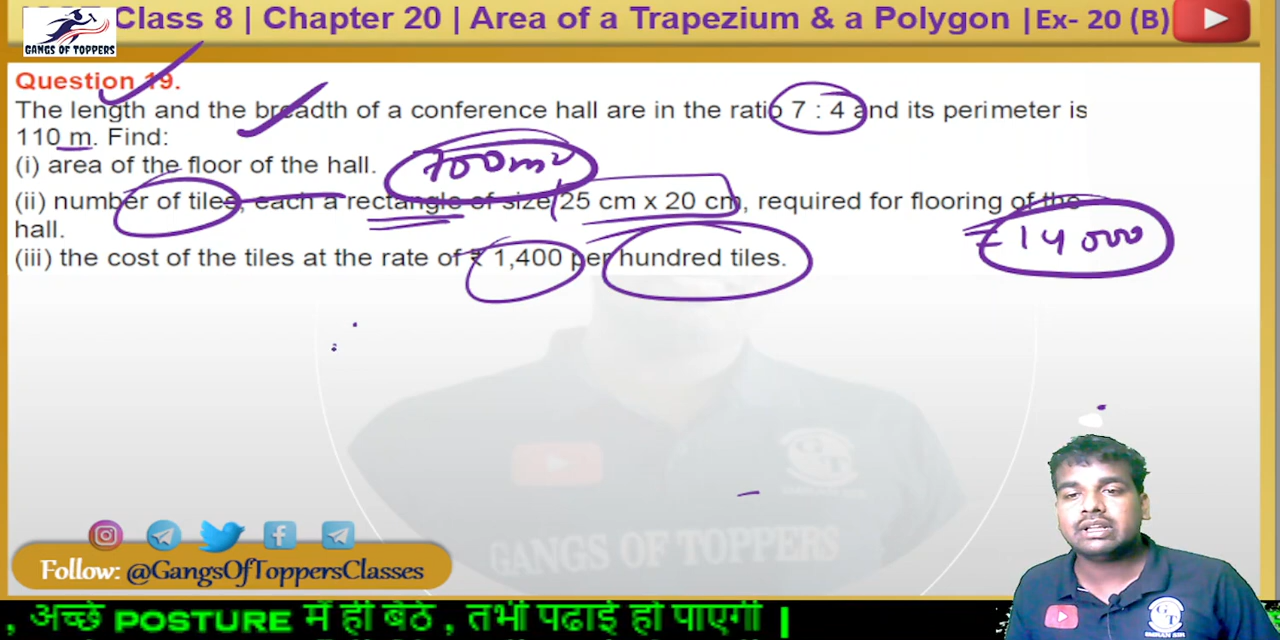 Class 8 | Chapter 20 | Area of a Trapezium & a Polygon |Ex- 20 (B)
GANGS OF TOPPERS
Question 19.
The length and the breadth of a conference hall are in the ratio 7 : 4 and its perimeter is
110 m. Find:
(i) area of the floor of the hall. 700m²
(ii) number of tiles, each a rectangle of size 25 cm x 20 cm, required for flooring of the
hall.
₹ 14000
(iii) the cost of the tiles at the rate of ₹ 1,400 per hundred tiles.
GT
GANGS OF TOPPERS
Follow: @GangsOfToppersClasses
GT
, अच्छे POSTURE में ही बैठे , तभी पढाई हो पाएगी |